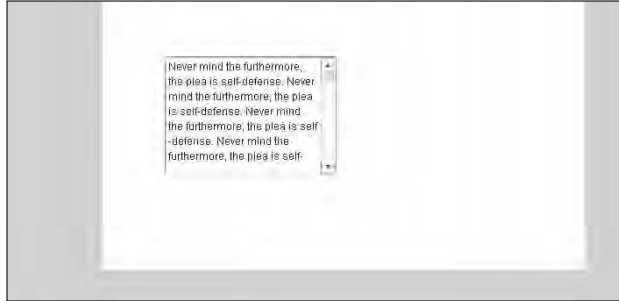 Never mind the furthermore,
the plea is self-defense. Never
mind the furthermore, the plea
is self-defense. Never mind
the furthermore, the plea is self
-defense. Never mind the
furthermore, the plea is self-